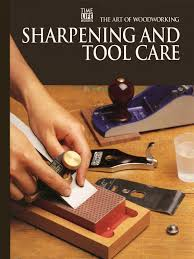 TIME
LIFE
BOOKS
THE ART OF WOODWORKING
SHARPENING AND
TOOL CARE